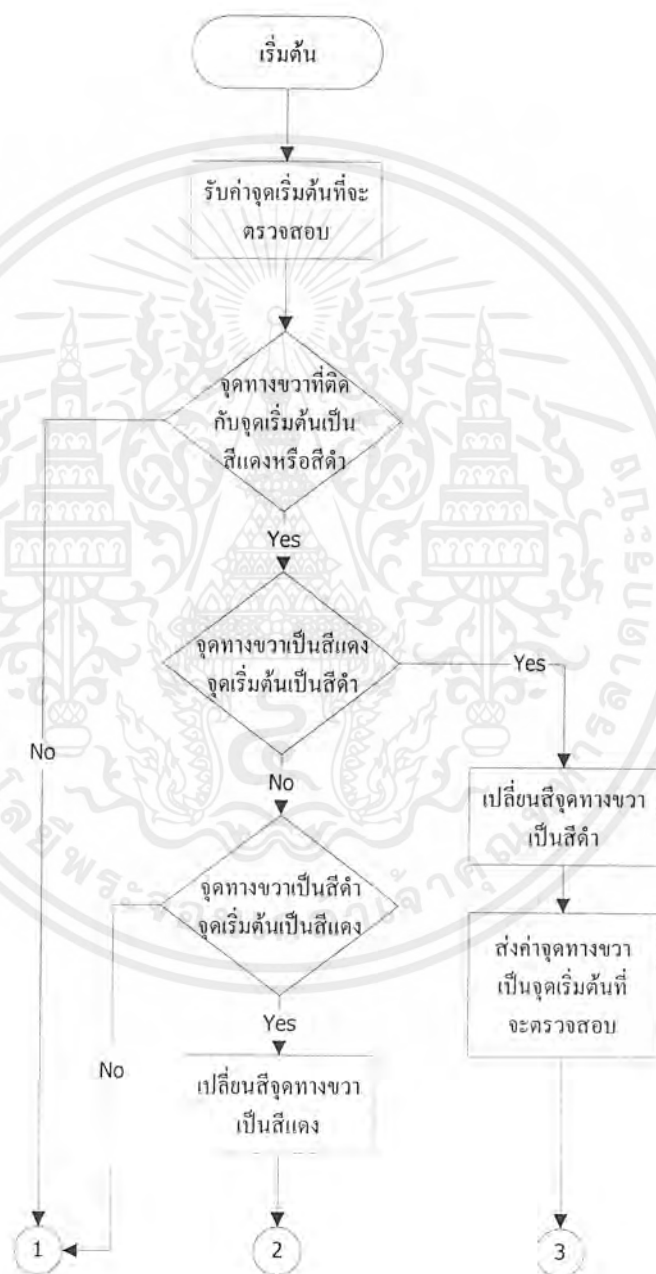 เริ่มต้น
รับค่าจุดเริ่มต้นที่จะ
ตรวจสอบ
จุดทางขวาที่ติด
กับจุดเริ่มต้นเป็น
สีแดงหรือสีดำ
Yes
จุดทางขวาเป็นสีแดง
จุดเริ่มต้นเป็นสีดำ
Yes
No
No
เปลี่ยนสีจุดทางขวา
เป็นสีดำ
จุดทางขวาเป็นสีดำ
จุดเริ่มต้นเป็นสีแดง
ส่งค่าจุดทางขวา
เป็นจุดเริ่มต้นที่
จะตรวจสอบ
Yes
No
เปลี่ยนสีจุดทางขวา
เป็นสีแดง
1
2
3